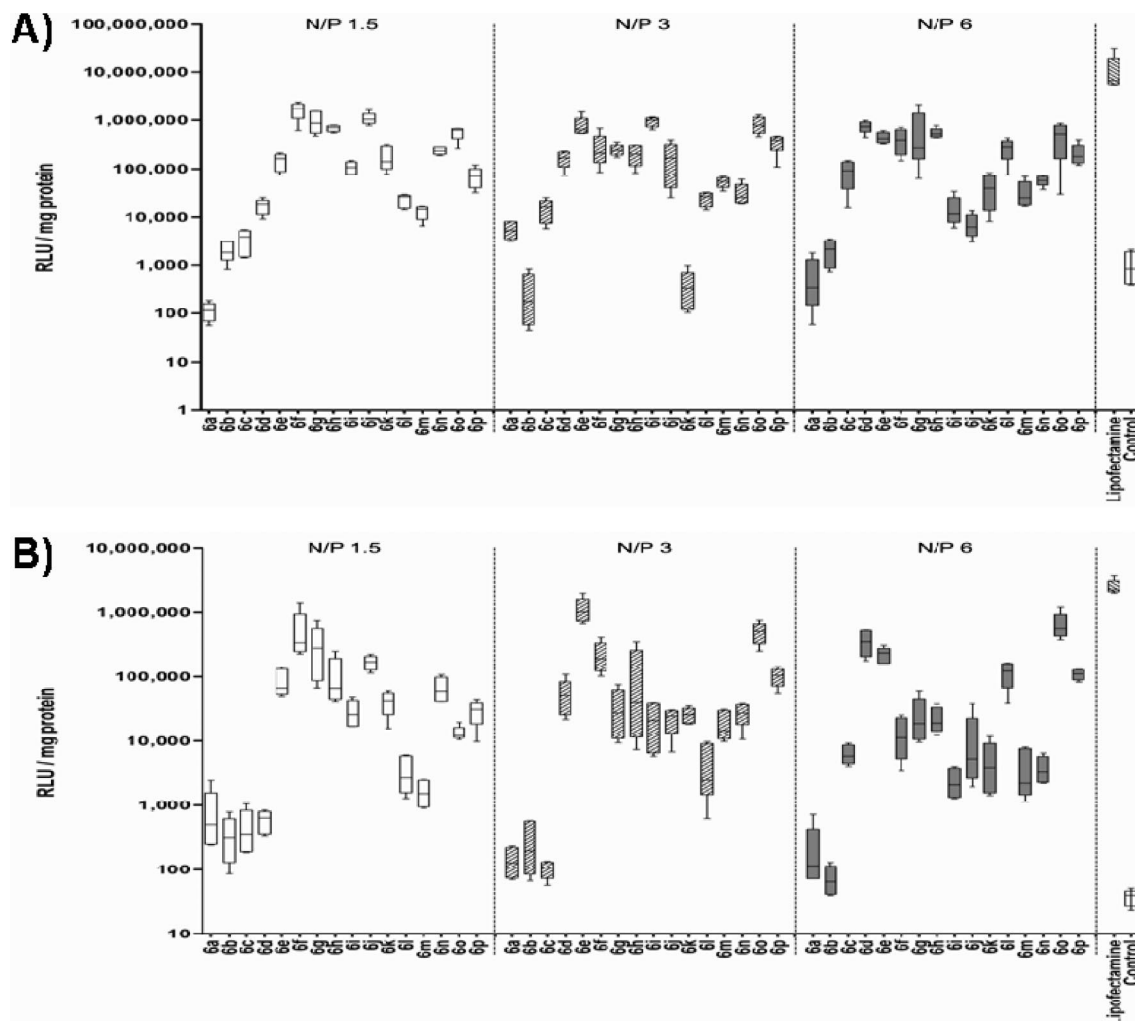 A)
N/P 1.5 N/P 3 N/P 6
100,000,000
10,000,000
1,000,000
100,000
10,000
1,000
100
10
1
RLU / mg protein
6a 6b 6c 6d 6e 6f 6g 6h 6i 6j 6k 6l 6m 6n 6o 6p 6a 6b 6c 6d 6e 6f 6g 6h 6i 6j 6k 6l 6m 6n 6o 6p 6a 6b 6c 6d 6e 6f 6g 6h 6i 6j 6k 6l 6m 6n 6o 6p Lipofectamine Control
B)
N/P 1.5 N/P 3 N/P 6
10,000,000
1,000,000
100,000
10,000
1,000
100
10
RLU / mg protein
6a 6b 6c 6d 6e 6f 6g 6h 6i 6j 6k 6l 6m 6n 6o 6p 6a 6b 6c 6d 6e 6f 6g 6h 6i 6j 6k 6l 6m 6n 6o 6p 6a 6b 6c 6d 6e 6f 6g 6h 6i 6j 6k 6l 6m 6n 6o 6p Lipofectamine Control